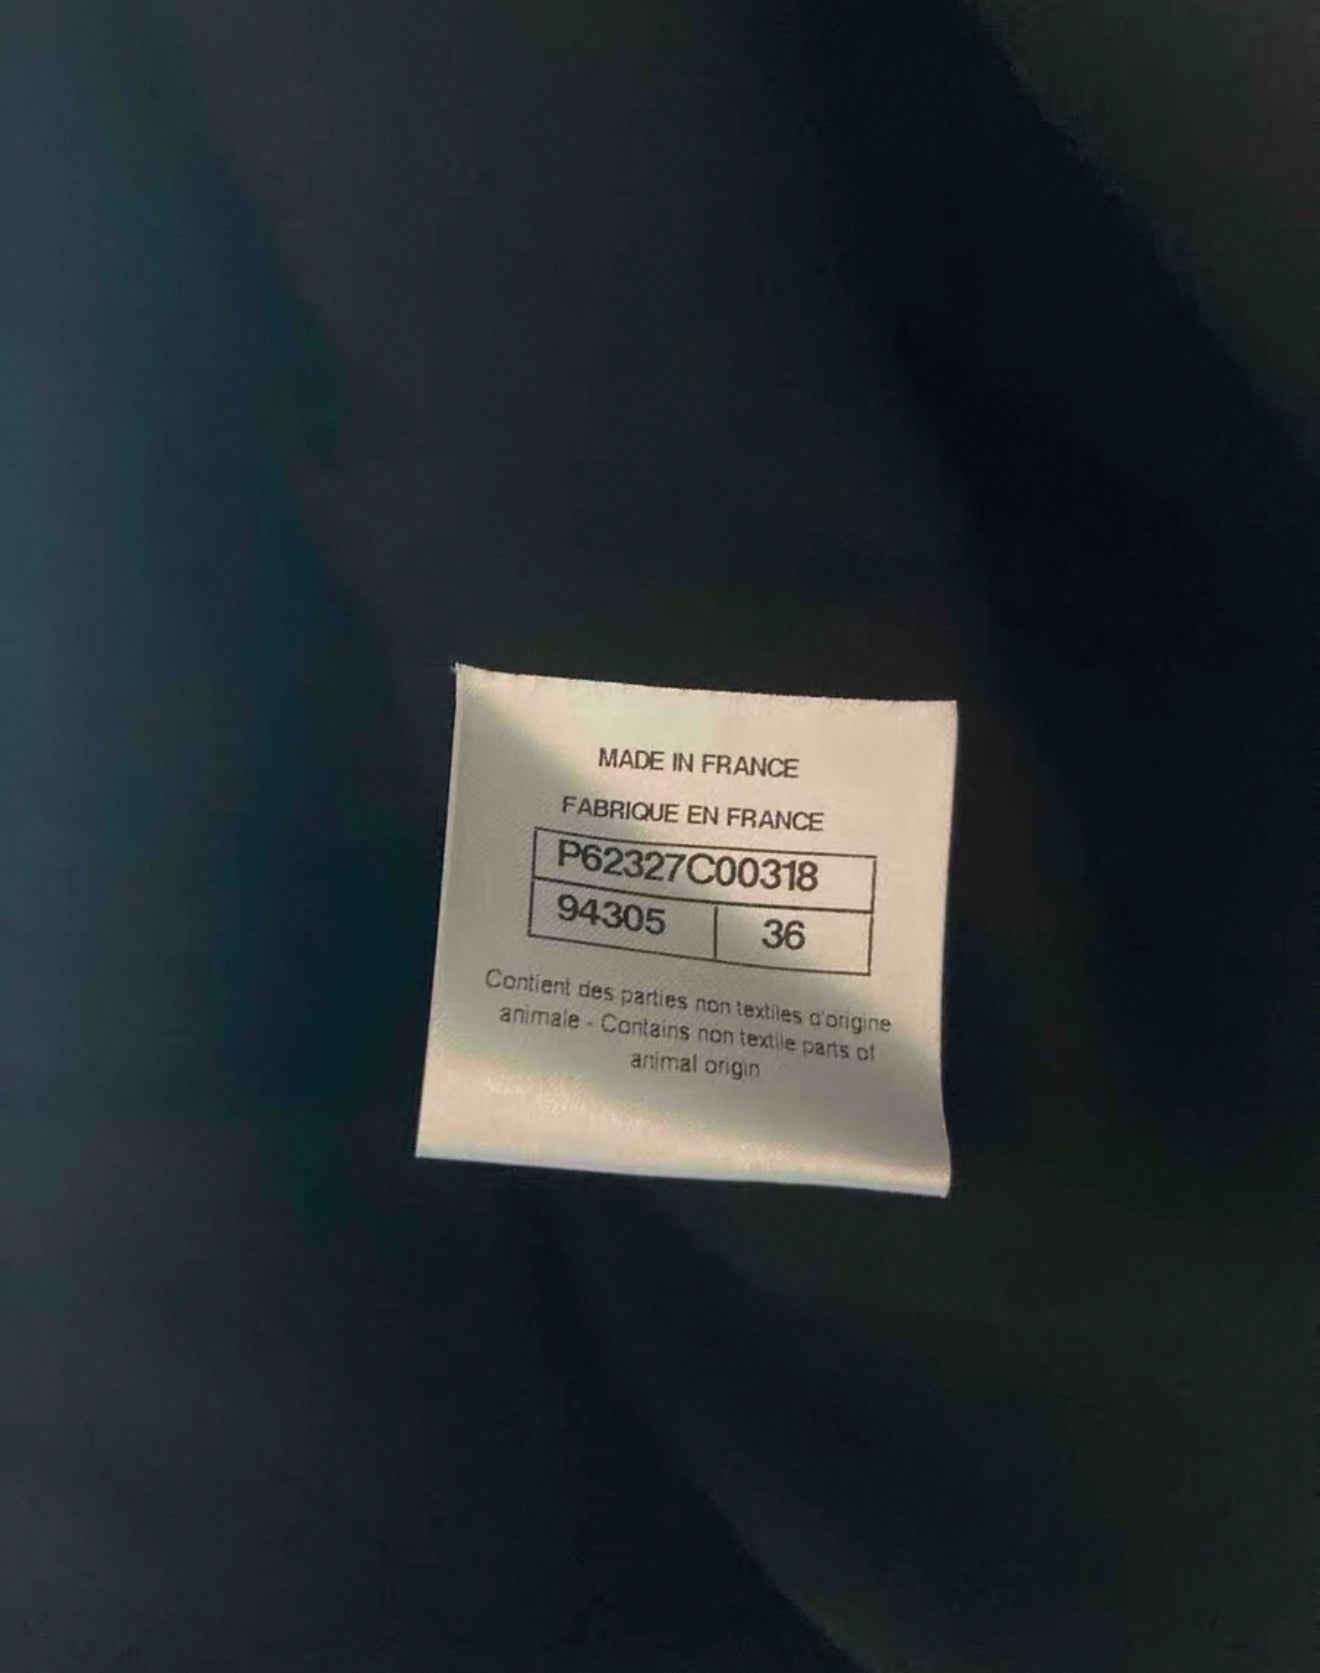 MADE IN FRANCE
FABRIQUE EN FRANCE
P62327C00318
94305 36
Contient des parties non textiles d'origine
animale - Contains non textile parts of
animal origin